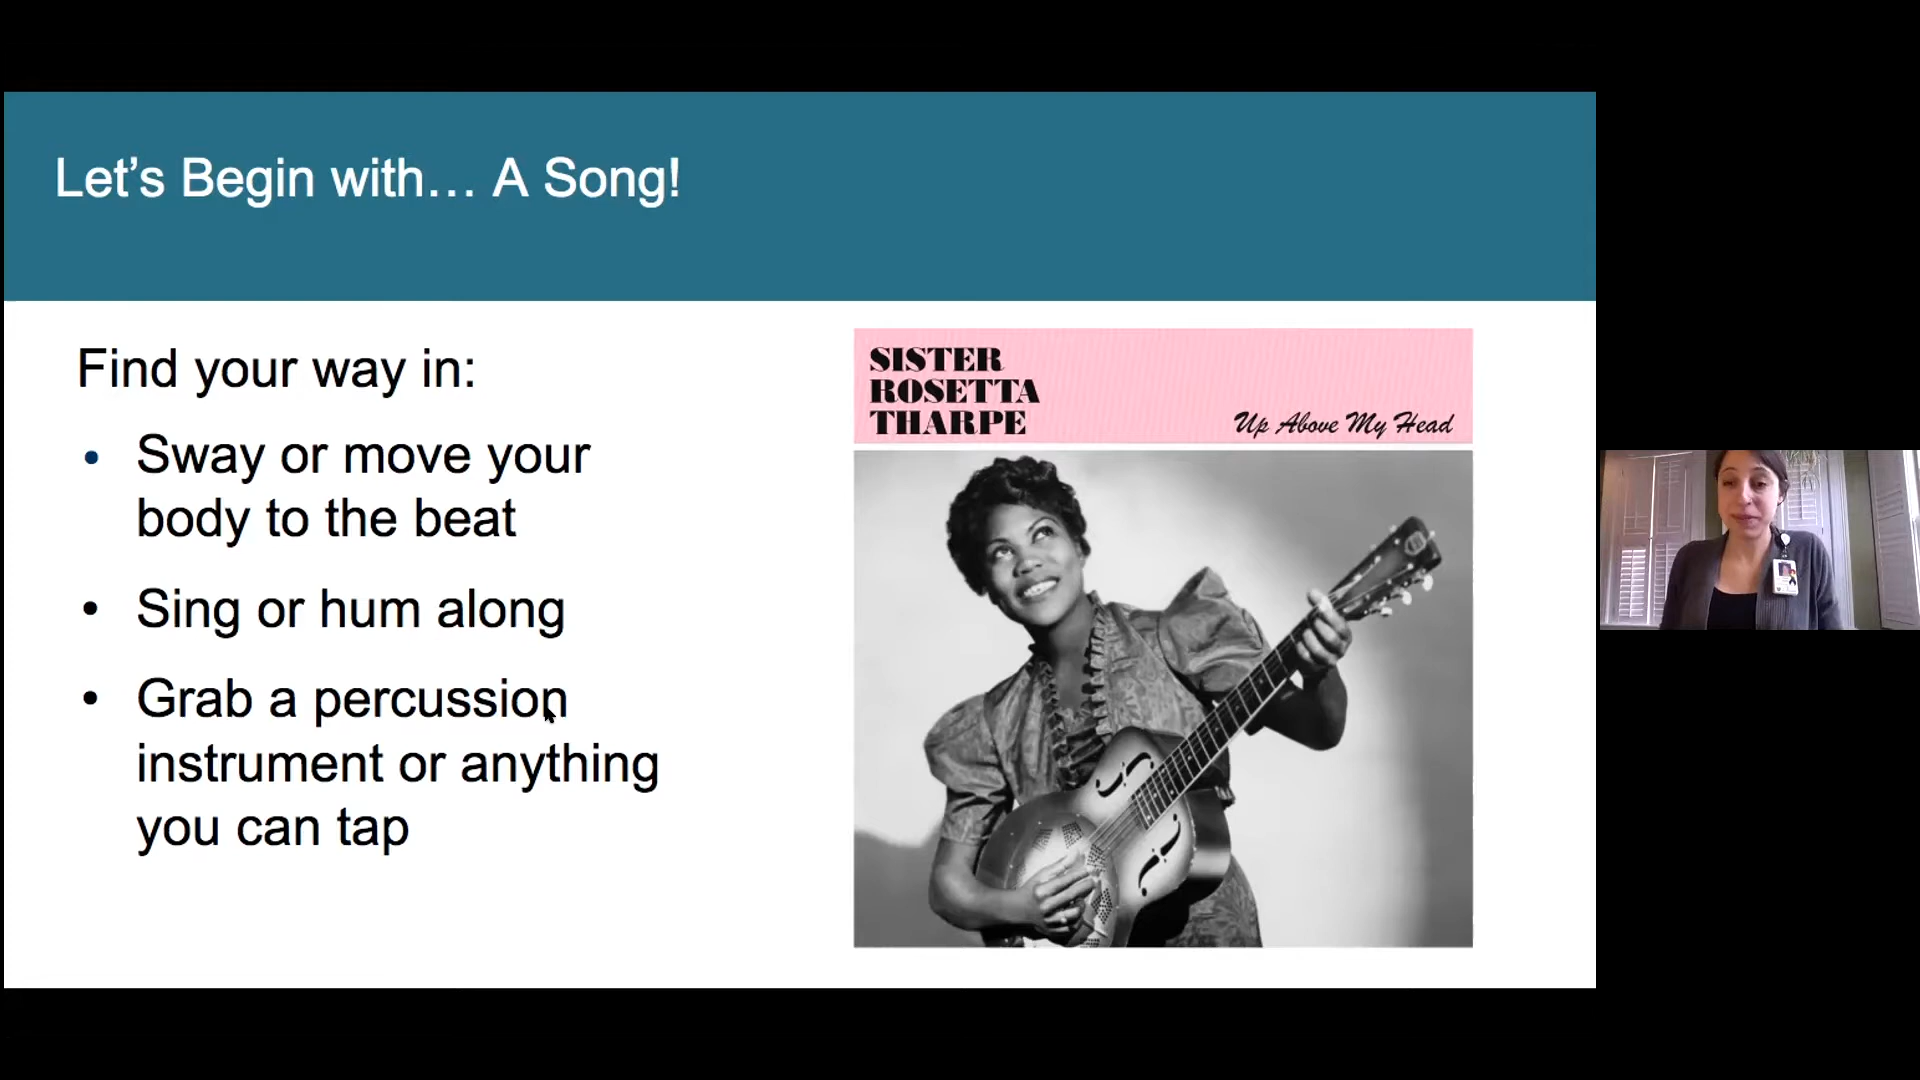 Let’s Begin with… A Song!
Find your way in:
• Sway or move your
body to the beat
• Sing or hum along
• Grab a percussion
instrument or anything
you can tap
SISTER
ROSETTA
THARPE
Up Above My Head